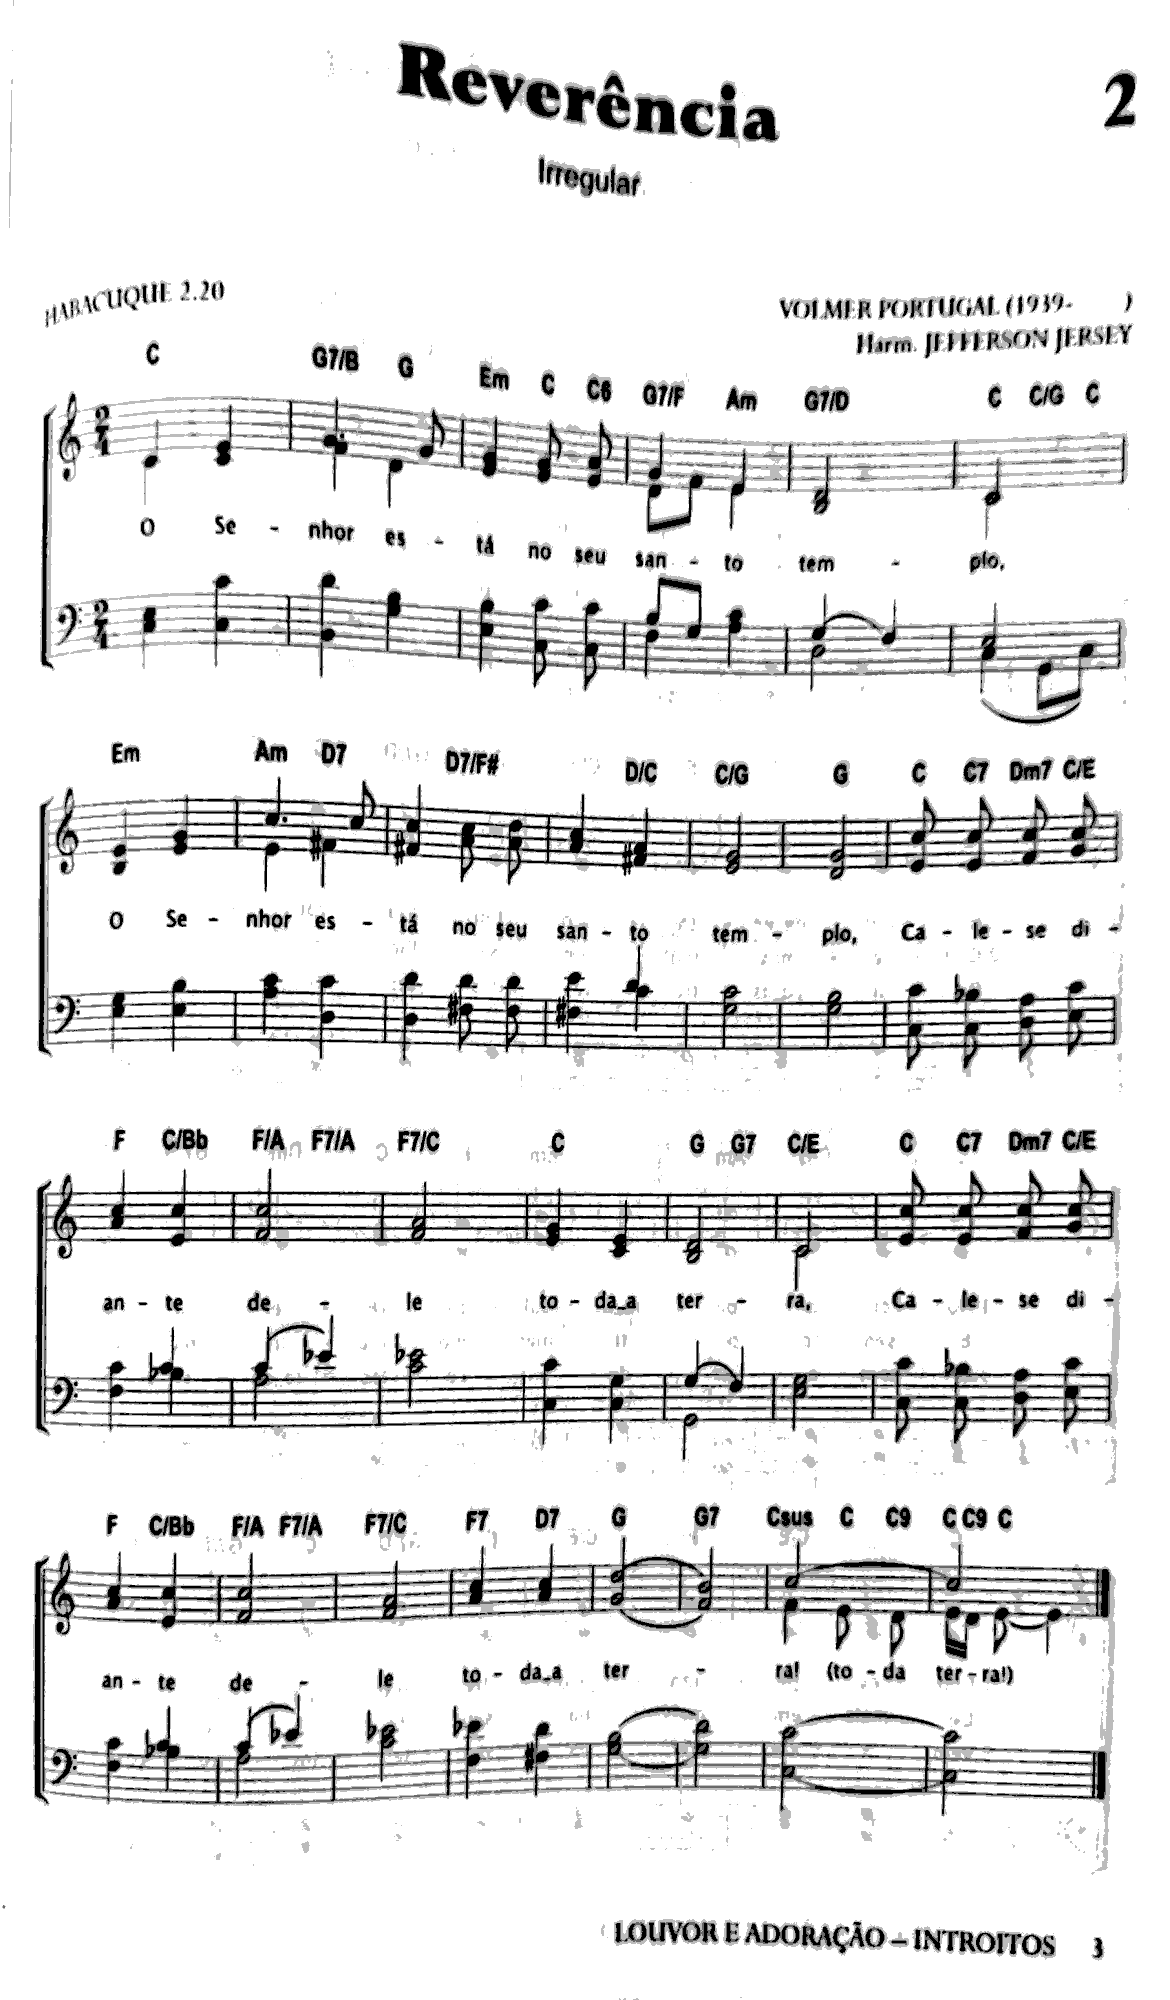 Reverência
2
Irregular
HABACUQUE 2.20
VOLMER PORTUGAL (1939-        )
Harm. JEFFERSON JERSEY
C G7/B G Em C C6 G7/F Am G7/D C C/G C
O Se - nhor es - tá no seu san - to tem - plo,
Em Am D7 D7/F# D/C C/G G C C7 Dm7 C/E
O Se - nhor es - tá no seu san - to tem - plo, Ca - le - se di -
F C/Bb F/A F7/A F7/C C G G7 C/E C C7 Dm7 C/E
an - te de - le to - da_a ter - ra, Ca - le - se di -
F C/Bb F/A F7/A F7/C F7 D7 G G7 Csus C C9 C C9 C
an - te de - le to - da_a ter - ra! (to - da ter - ra!)
LOUVOR E ADORAÇÃO – INTROITOS 3